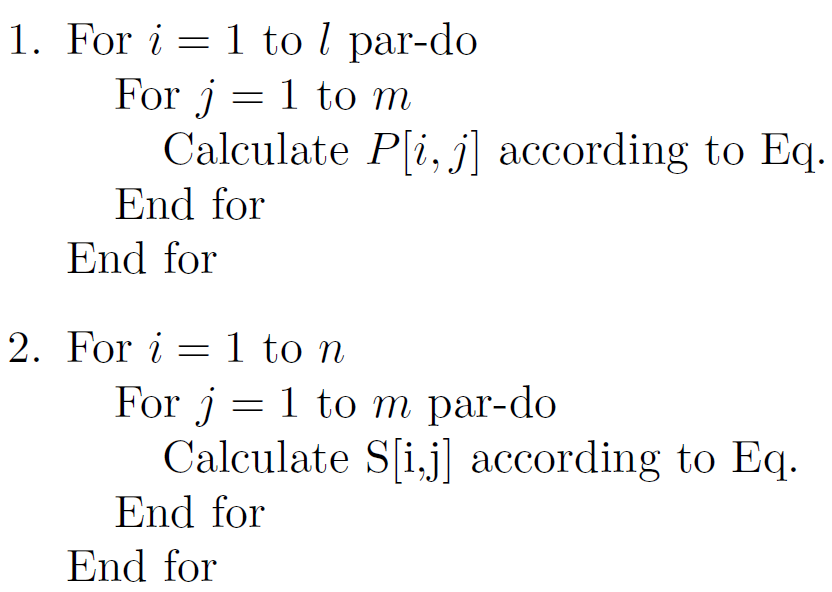 1. For i = 1 to l par-do
For j = 1 to m
Calculate P[i, j] according to Eq.
End for
End for
2. For i = 1 to n
For j = 1 to m par-do
Calculate S[i,j] according to Eq.
End for
End for